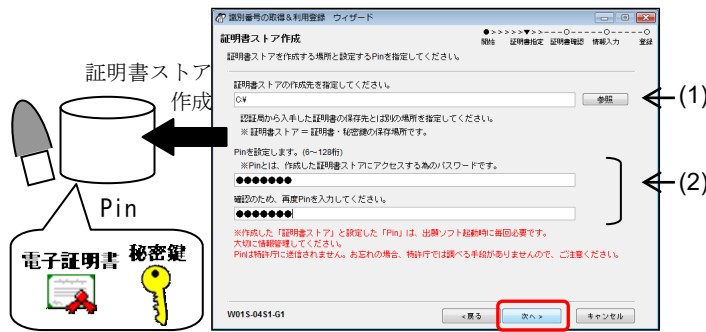 識別番号の取得&利用登録 ウィザード
証明書ストア作成
●>>>>>▼>>---O-----O-----O
開始 証明書指定 証明書確認 情報入力 登録
証明書ストアを作成する場所と設定するPinを指定してください。
証明書ストア
作成
証明書ストアの作成先を指定してください。
C:¥
参照
(1)
認証局から入手した証明書の保存先とは別の場所を指定してください。
※ 証明書ストア = 証明書・秘密鍵の保存場所です。
Pinを設定します。(6～128桁)
※Pinとは、作成した証明書ストアにアクセスする為のパスワードです。
●●●●●●●
(2)
確認のため、再度Pinを入力してください。
●●●●●●●
Pin
※作成した「証明書ストア」と設定した「Pin」は、出願ソフト起動時に毎回必要です。
大切に情報管理してください。
Pinは特許庁に送信されません。お忘れの場合、特許庁では調べる手段がありませんので、ご注意ください。
電子証明書 秘密鍵
W01S-04S1-G1
<戻る
次へ >
キャンセル